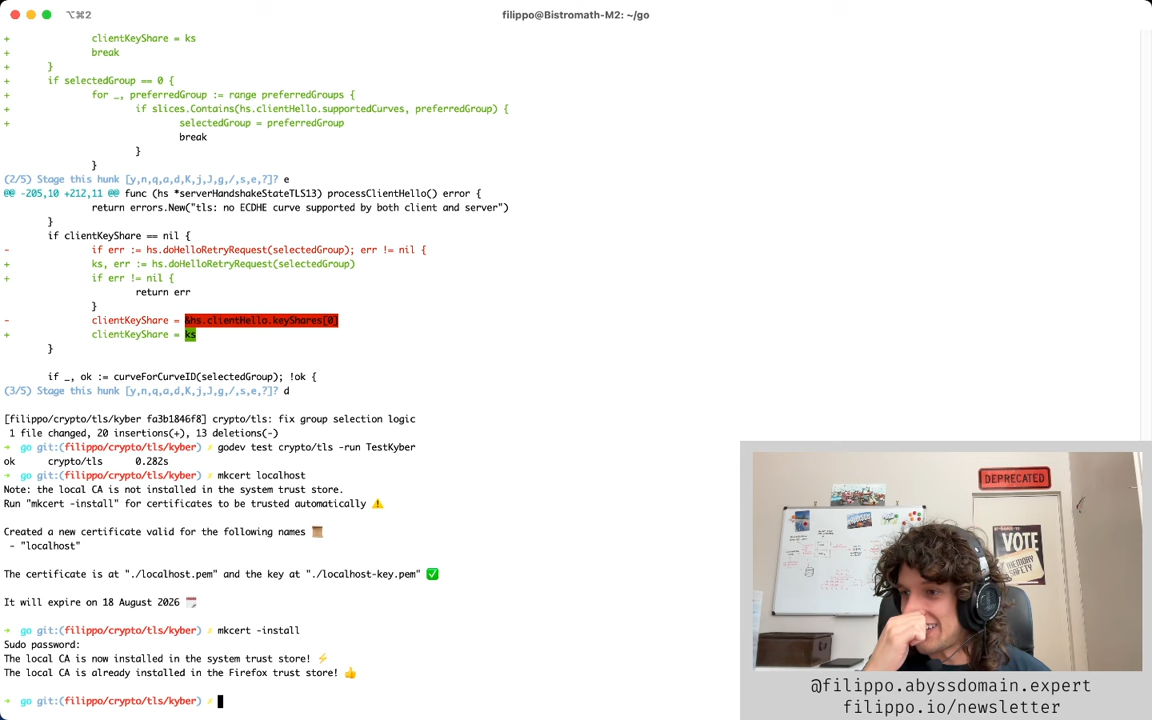 ⌥⌘2
filippo@Bistromath-M2: ~/go
+ clientKeyShare = ks
+ break
+ }
+ if selectedGroup == 0 {
+ for _, preferredGroup := range preferredGroups {
+ if slices.Contains(hs.clientHello.supportedCurves, preferredGroup) {
+ selectedGroup = preferredGroup
break
}
}
(2/5) Stage this hunk [y,n,q,a,d,K,j,J,g,/,s,e,?]? e
@@ -205,10 +212,11 @@ func (hs *serverHandshakeStateTLS13) processClientHello() error {
return errors.New("tls: no ECDHE curve supported by both client and server")
}
if clientKeyShare == nil {
- if err := hs.doHelloRetryRequest(selectedGroup); err != nil {
+ ks, err := hs.doHelloRetryRequest(selectedGroup)
+ if err != nil {
return err
}
- clientKeyShare = &hs.clientHello.keyShares[0]
+ clientKeyShare = ks
}
if _, ok := curveForCurveID(selectedGroup); !ok {
(3/5) Stage this hunk [y,n,q,a,d,K,j,J,g,/,s,e,?]? d
[filippo/crypto/tls/kyber fa3b1846f8] crypto/tls: fix group selection logic
1 file changed, 20 insertions(+), 13 deletions(-)
➜ go git:(filippo/crypto/tls/kyber) ✗ godev test crypto/tls -run TestKyber
ok crypto/tls 0.282s
➜ go git:(filippo/crypto/tls/kyber) ✗ mkcert localhost
Note: the local CA is not installed in the system trust store.
Run "mkcert -install" for certificates to be trusted automatically ⚠️
Created a new certificate valid for the following names 📜
- "localhost"
The certificate is at "./localhost.pem" and the key at "./localhost-key.pem" ✅
It will expire on 18 August 2026 🗓
➜ go git:(filippo/crypto/tls/kyber) ✗ mkcert -install
Sudo password:
The local CA is now installed in the system trust store! ⚡️
The local CA is already installed in the Firefox trust store! 👍
➜ go git:(filippo/crypto/tls/kyber) ✗
DEPRECATED
VOTE
MEMORY
SAFETY
@filippo.abyssdomain.expert
filippo.io/newsletter